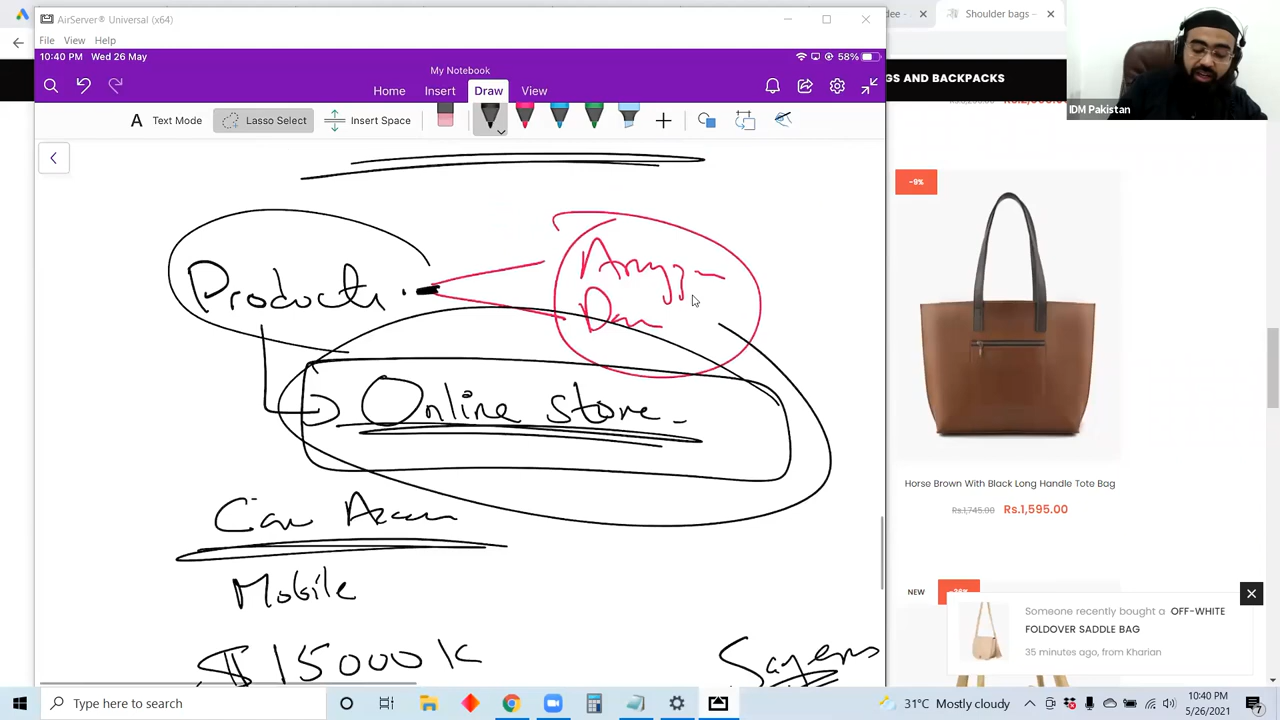 AirServer® Universal (x64)
File View Help
10:40 PM Wed 26 May
58%
My Notebook
Home Insert Draw View
Text Mode Lasso Select Insert Space
Products.
Online store.
Mobile
$15000 K
Shoulder bags –
GS AND BACKPACKS
IDM Pakistan
-9%
Horse Brown With Black Long Handle Tote Bag
Rs.1,745.00 Rs.1,595.00
NEW
Someone recently bought a OFF-WHITE
FOLDOVER SADDLE BAG
35 minutes ago, from Kharian
Type here to search
31°C Mostly cloudy
10:40 PM
5/26/2021
7